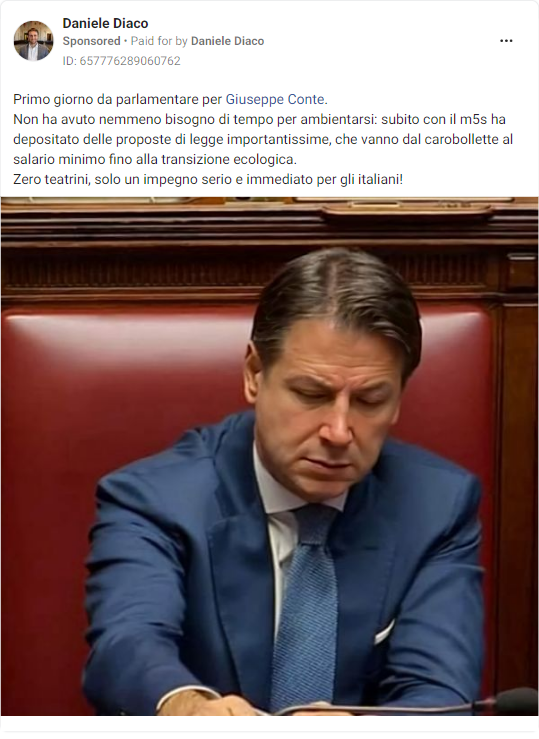 Daniele Diaco
Sponsored • Paid for by Daniele Diaco
ID: 657776289060762
Primo giorno da parlamentare per Giuseppe Conte.
Non ha avuto nemmeno bisogno di tempo per ambientarsi: subito con il m5s ha
depositato delle proposte di legge importantissime, che vanno dal carobollette al
salario minimo fino alla transizione ecologica.
Zero teatrini, solo un impegno serio e immediato per gli italiani!